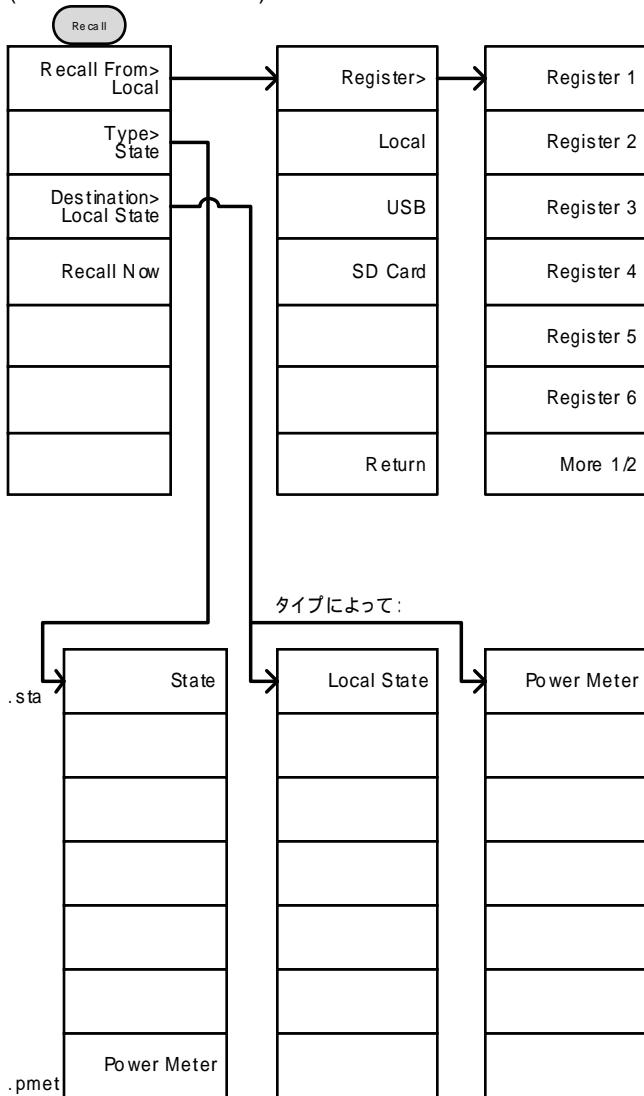 Recall
Recall From>
Local
Type>
State
Destination>
Local State
Recall Now
Register>
Local
USB
SD Card
Return
Register 1
Register 2
Register 3
Register 4
Register 5
Register 6
More 1/2
タイプによって:
.sta
State
Power Meter
.pmet
Local State
Power Meter